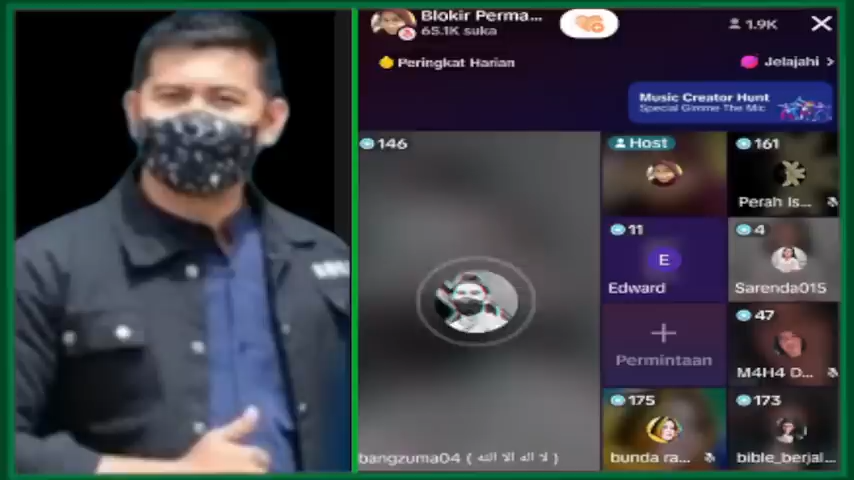 Blokir Perma...
65.1K suka
1.9K
Peringkat Harian
Jelajahi >
Music Creator Hunt
Special Gimme The Mic
146
Host
161
Perah Is...
11
4
E
Edward
Sarenda015
47
Permintaan
M4H4 D...
175
173
bangzuma04 ( لا اله الا الله )
bunda ra...
bible_berjal...